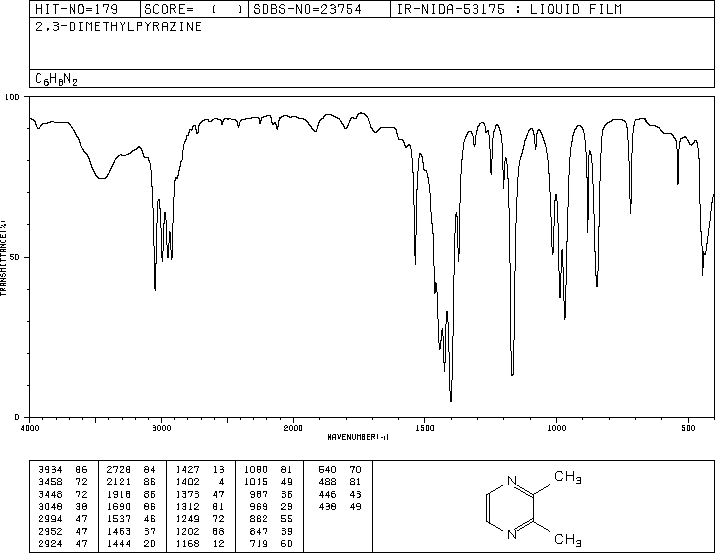 HIT-NO=179 SCORE= ( ) SDBS-NO=23754 IR-NIDA-53175 : LIQUID FILM
2,3-DIMETHYLPYRAZINE
C6H8N2
100
TRANSMITTANCE(%)
50
0
4000 3000 2000 1500 1000 500
WAVENUMBER(-1)
3934 86 2728 84 1427 13 1080 81 540 70
3458 72 2121 86 1402 4 1015 49 488 81
3448 72 1918 86 1373 47 987 36 446 43
3048 38 1690 86 1312 81 969 29 438 49
2994 47 1537 46 1249 72 882 55
2952 47 1463 37 1202 68 847 39
2924 47 1444 20 1168 12 719 60
N CH3
N CH3